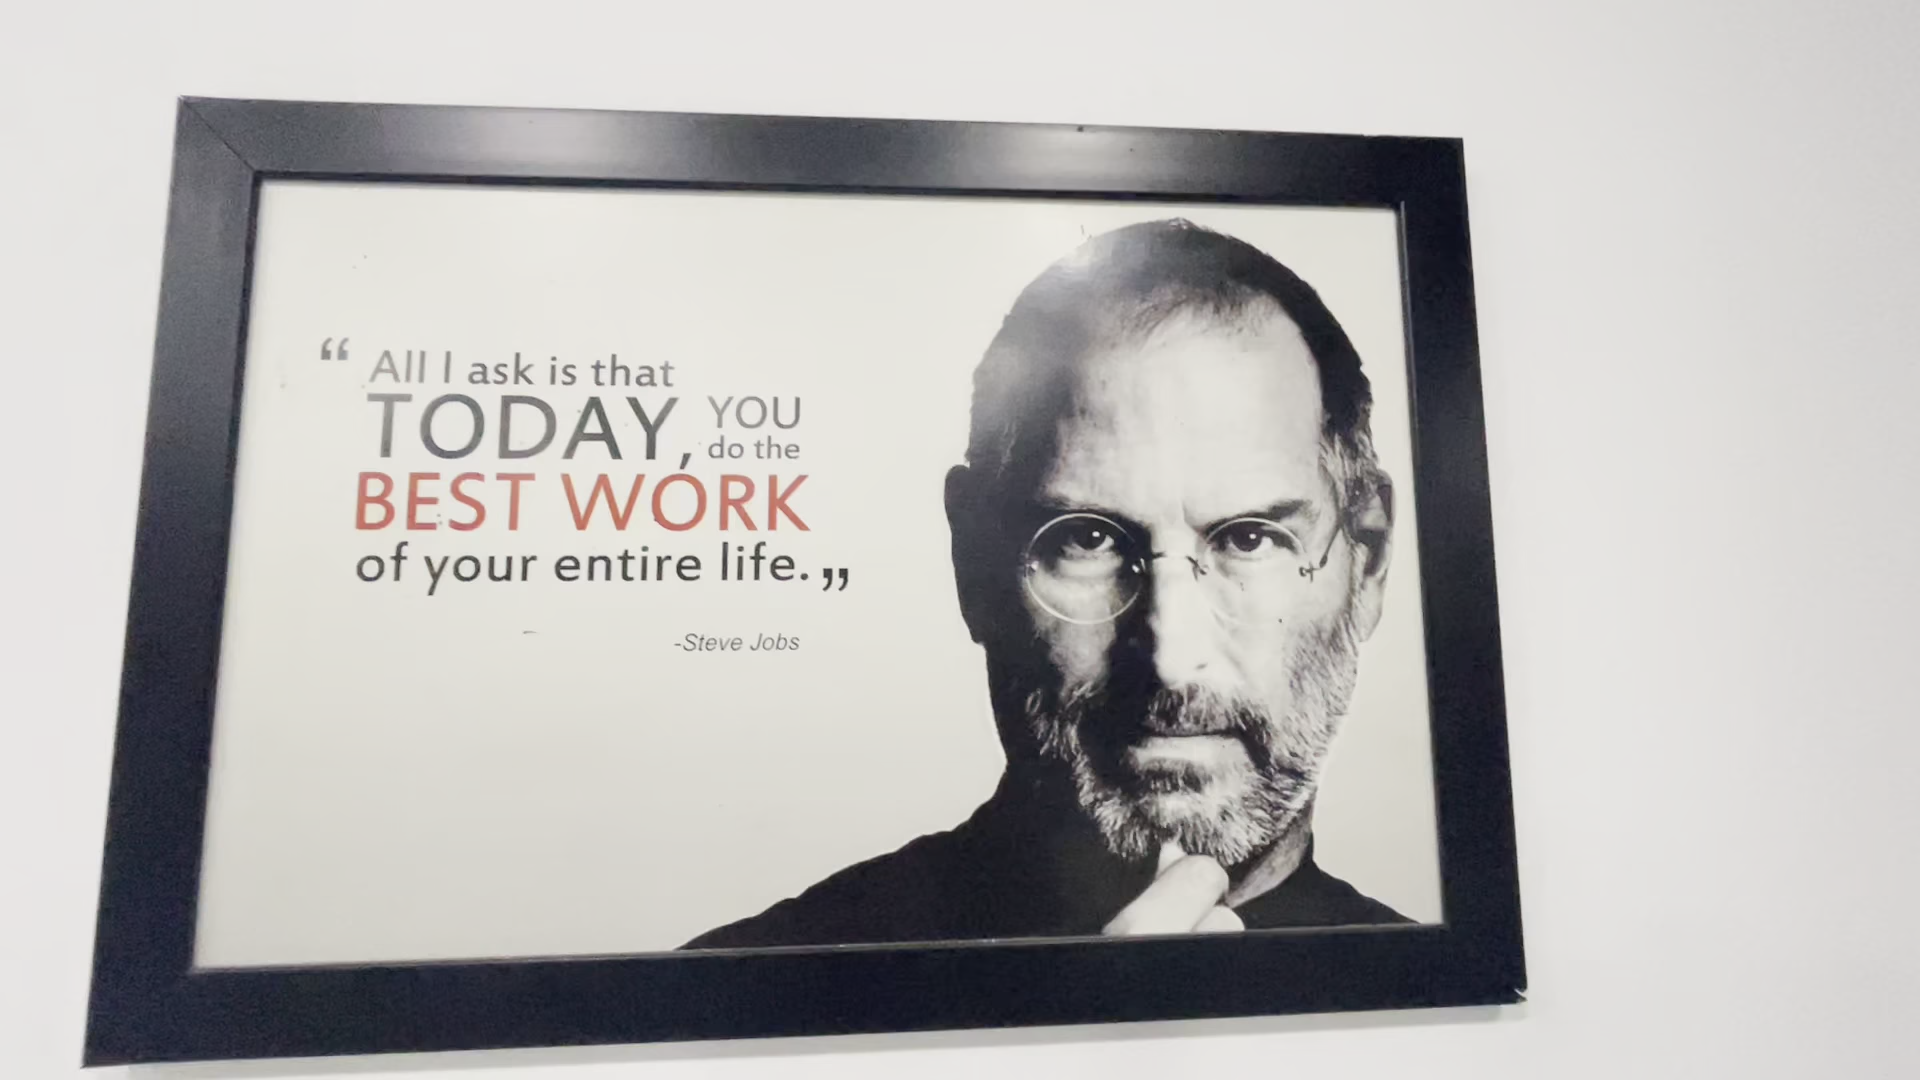 “ All I ask is that
TODAY, YOU
do the
BEST WORK
of your entire life. „
-Steve Jobs